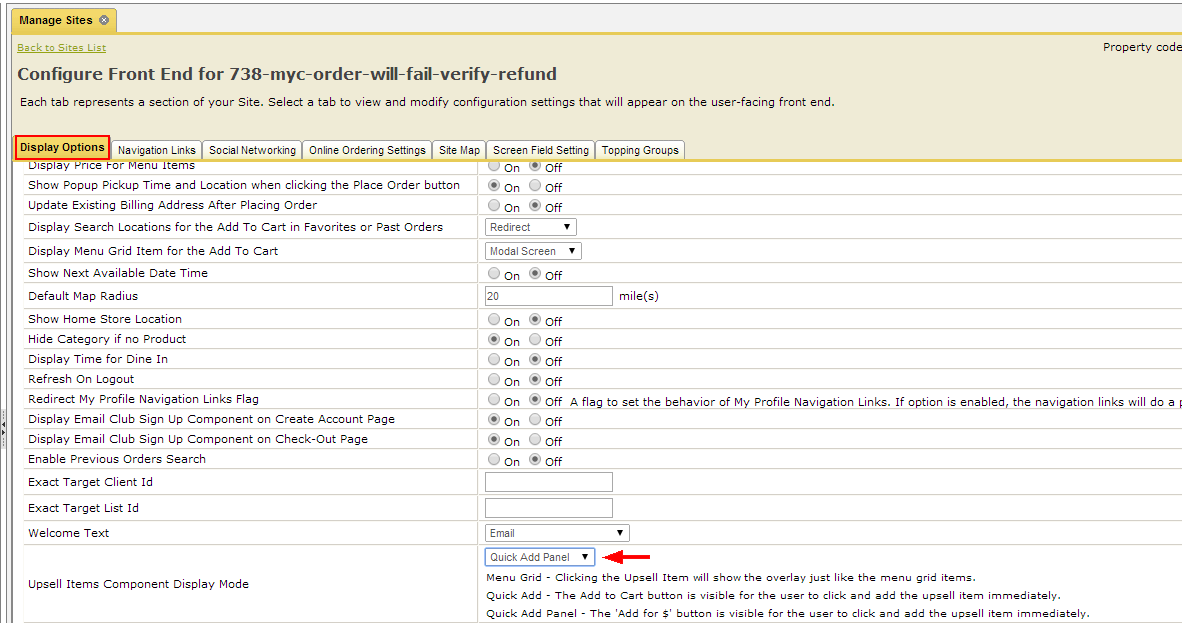 Manage Sites
Back to Sites List
Property code
Configure Front End for 738-myc-order-will-fail-verify-refund
Each tab represents a section of your Site. Select a tab to view and modify configuration settings that will appear on the user-facing front end.
Display Options Navigation Links Social Networking Online Ordering Settings Site Map Screen Field Setting Topping Groups
Display Price For Menu Items On Off
Show Popup Pickup Time and Location when clicking the Place Order button On Off
Update Existing Billing Address After Placing Order On Off
Display Search Locations for the Add To Cart in Favorites or Past Orders Redirect
Display Menu Grid Item for the Add To Cart Modal Screen
Show Next Available Date Time On Off
Default Map Radius 20 mile(s)
Show Home Store Location On Off
Hide Category if no Product On Off
Display Time for Dine In On Off
Refresh On Logout On Off
Redirect My Profile Navigation Links Flag On Off A flag to set the behavior of My Profile Navigation Links. If option is enabled, the navigation links will do a
Display Email Club Sign Up Component on Create Account Page On Off
Display Email Club Sign Up Component on Check-Out Page On Off
Enable Previous Orders Search On Off
Exact Target Client Id
Exact Target List Id
Welcome Text Email
Quick Add Panel
Menu Grid - Clicking the Upsell Item will show the overlay just like the menu grid items.
Upsell Items Component Display Mode
Quick Add - The Add to Cart button is visible for the user to click and add the upsell item immediately.
Quick Add Panel - The 'Add for $' button is visible for the user to click and add the upsell item immediately.